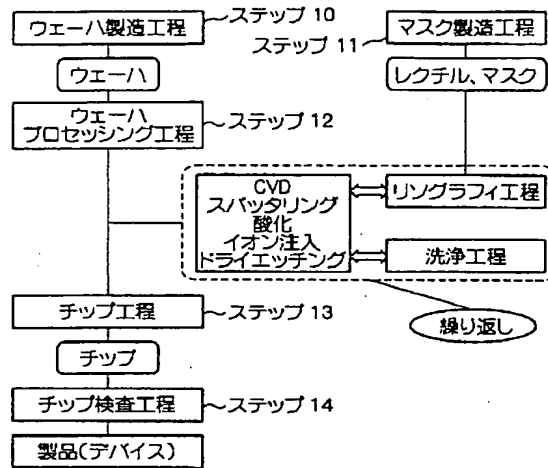 ウェーハ製造工程
ステップ 10
マスク製造工程
ステップ 11
ウェーハ
レクチル、マスク
ウェーハ
プロセッシング工程
ステップ 12
CVD
スパッタリング
酸化
イオン注入
ドライエッチング
リングラフィ工程
洗浄工程
チップ工程
ステップ 13
繰り返し
チップ
チップ検査工程
ステップ 14
製品(デバイス)